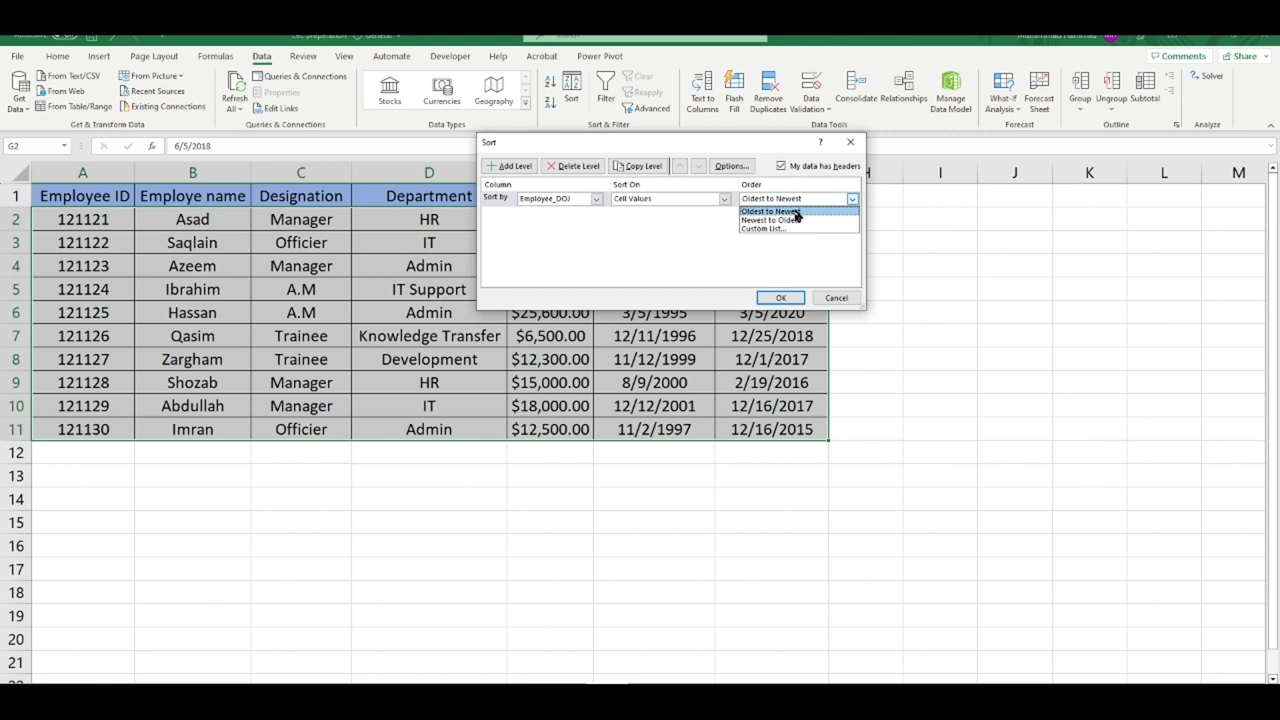 File Home Insert Page Layout Formulas Data Review View Automate Developer Help Acrobat Power Pivot Comments Share
From Text/CSV From Picture Queries & Connections Clear Solver
From Web Recent Sources Properties Reapply
From Table/Range Existing Connections Edit Links Advanced
Get Data Refresh All Stocks Currencies Geography Sort Filter Text to Columns Flash Fill Remove Duplicates Data Validation Consolidate Relationships Manage Data Model What-If Analysis Forecast Sheet Group Ungroup Subtotal
Get & Transform Data Queries & Connections Data Types Sort & Filter Data Tools Forecast Outline Analyze
G2 fx 6/5/2018
Sort ? ×
Add Level Delete Level Copy Level Options... My data has headers
Column Sort On Order
Sort by Employee_DOJ Cell Values Oldest to Newest
Oldest to Newest
Newest to Oldest
Custom List...
OK Cancel
A B C D H I J K L M
1 Employee ID Employe name Designation Department
2 121121 Asad Manager HR
3 121122 Saqlain Officier IT
4 121123 Azeem Manager Admin
5 121124 Ibrahim A.M IT Support
6 121125 Hassan A.M Admin $25,600.00 3/5/1995 3/5/2020
7 121126 Qasim Trainee Knowledge Transfer $6,500.00 12/11/1996 12/25/2018
8 121127 Zargham Trainee Development $12,300.00 11/12/1999 12/1/2017
9 121128 Shozab Manager HR $15,000.00 8/9/2000 2/19/2016
10 121129 Abdullah Manager IT $18,000.00 12/12/2001 12/16/2017
11 121130 Imran Officier Admin $12,500.00 11/2/1997 12/16/2015
12
13
14
15
16
17
18
19
20
21